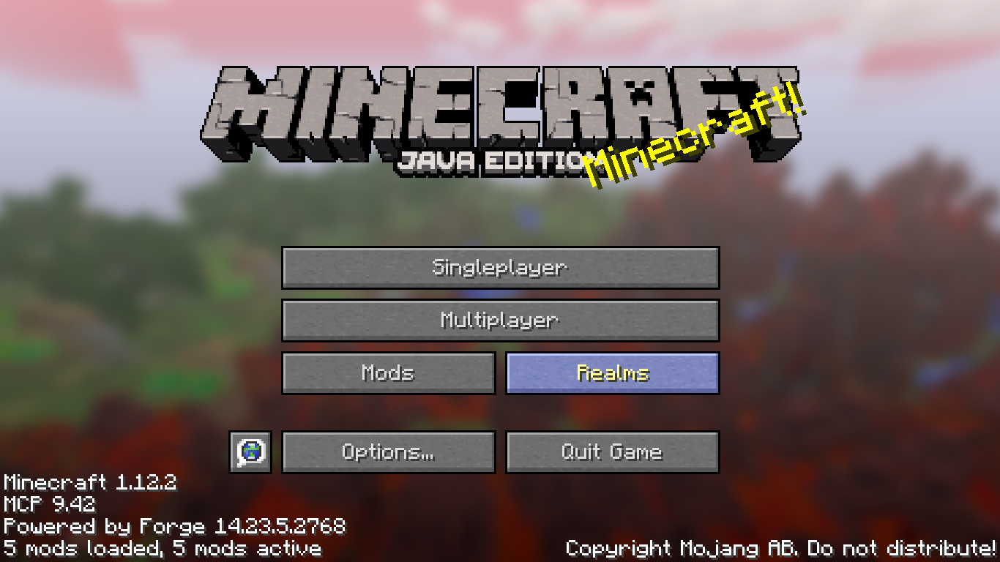 MINECRAFT
JAVA EDITION
Minecraft!
Singleplayer
Multiplayer
Mods
Realms
Options...
Quit Game
Minecraft 1.12.2
MCP 9.42
Powered by Forge 14.23.5.2768
5 mods loaded, 5 mods active
Copyright Mojang AB. Do not distribute!